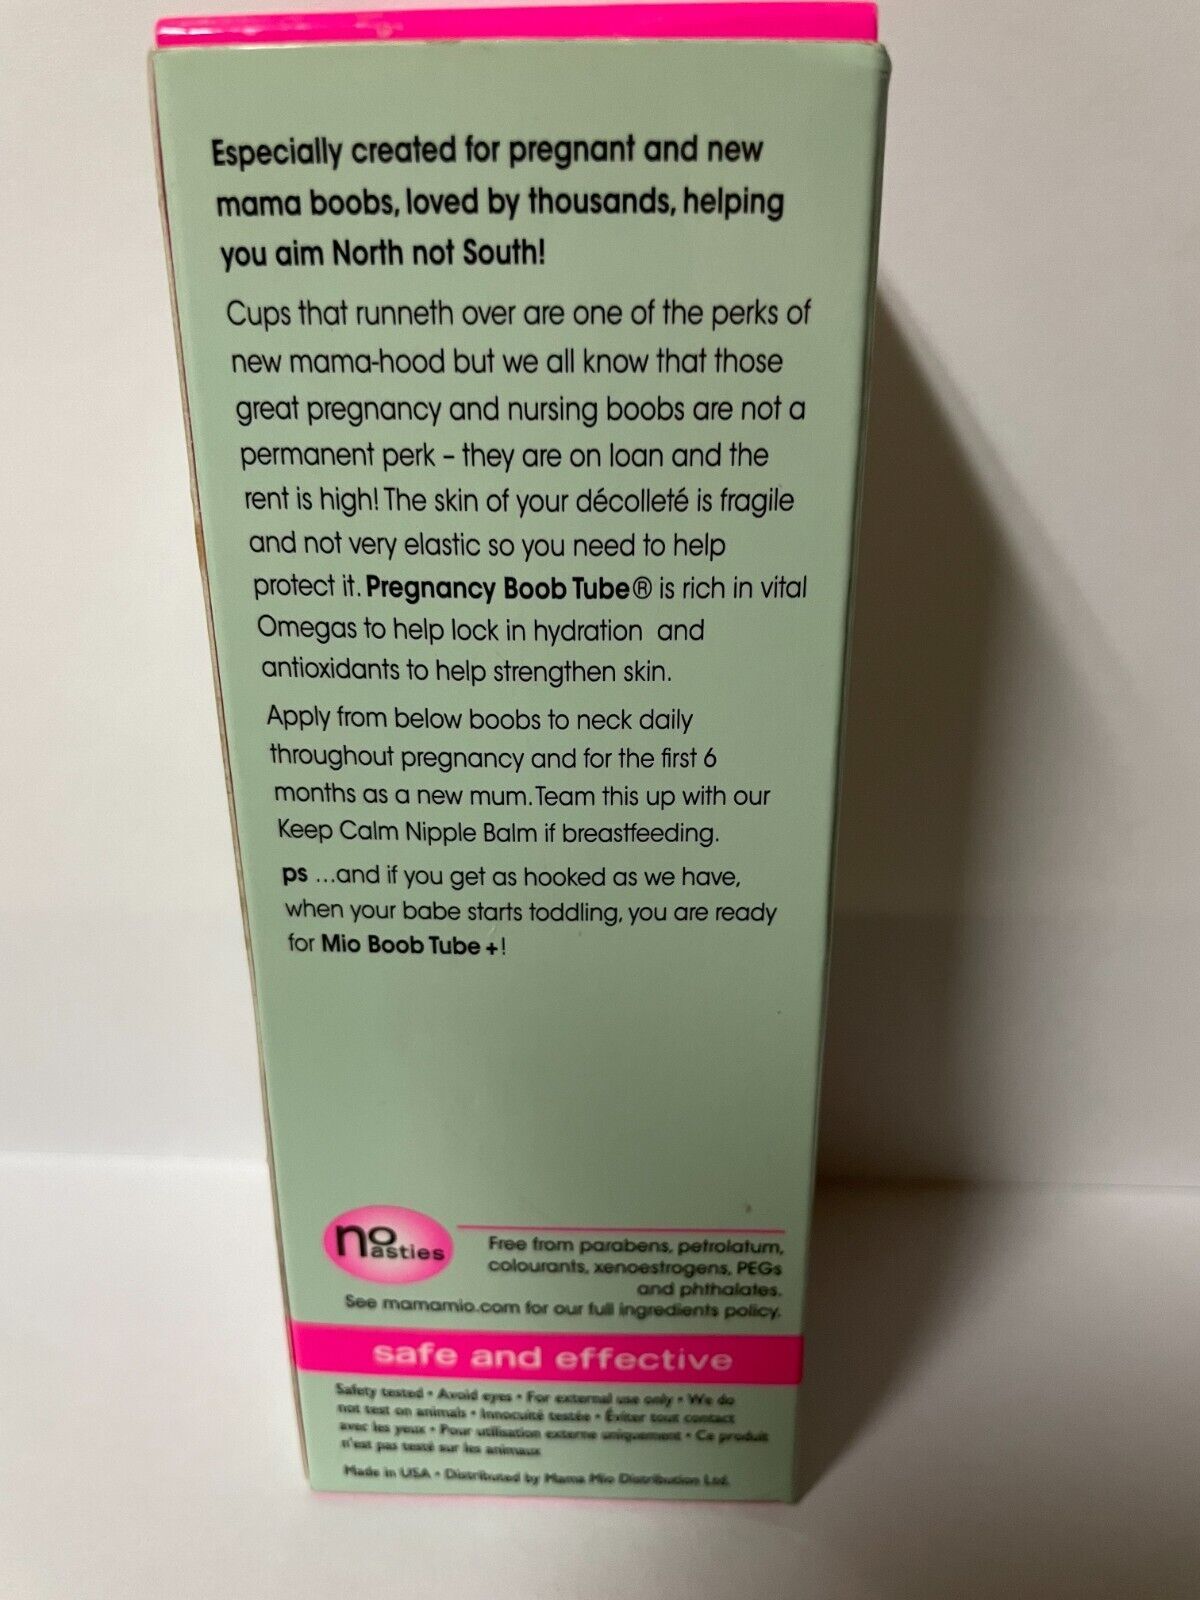 Especially created for pregnant and new
mama boobs, loved by thousands, helping
you aim North not South!
Cups that runneth over are one of the perks of
new mama-hood but we all know that those
great pregnancy and nursing boobs are not a
permanent perk – they are on loan and the
rent is high! The skin of your décolleté is fragile
and not very elastic so you need to help
protect it. Pregnancy Boob Tube® is rich in vital
Omegas to help lock in hydration and
antioxidants to help strengthen skin.
Apply from below boobs to neck daily
throughout pregnancy and for the first 6
months as a new mum. Team this up with our
Keep Calm Nipple Balm if breastfeeding.
ps ...and if you get as hooked as we have,
when your babe starts toddling, you are ready
for Mio Boob Tube +!
no nasties
Free from parabens, petrolatum,
colourants, xenoestrogens, PEGs
and phthalates.
See mamamio.com for our full ingredients policy.
safe and effective
Safety tested • Avoid eyes • For external use only • We do
not test on animals • Innocuité testée • Éviter tout contact
avec les yeux • Pour utilisation externe uniquement • Ce produit
n'est pas testé sur les animaux
Made in USA • Distributed by Mama Mio Distribution Ltd.